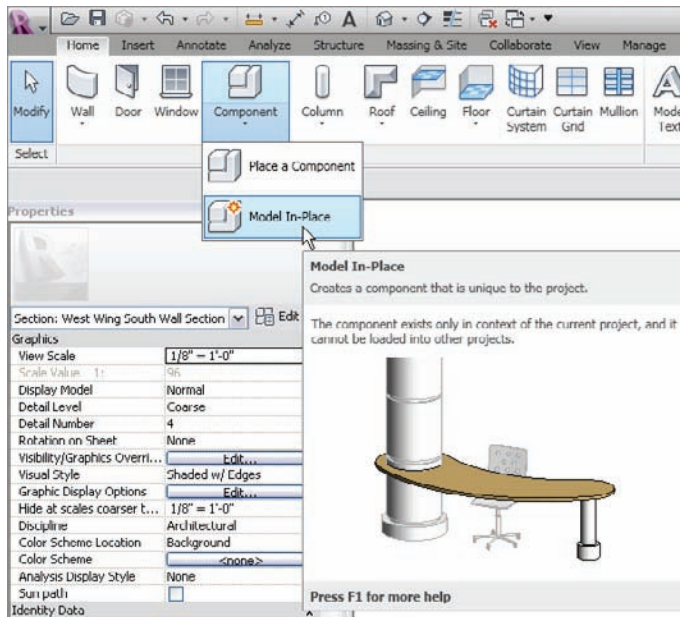 Home Insert Annotate Analyze Structure Massing & Site Collaborate View Manage
Modify Wall Door Window Component Column Roof Ceiling Floor Curtain System Curtain Grid Mullion
Select
Place a Component
Model In-Place
Properties
Model In-Place
Creates a component that is unique to the project.
The component exists only in context of the current project, and it
cannot be loaded into other projects.
Section: West Wing South Wall Section Edit
Graphics
View Scale 1/8" = 1'-0"
Scale Value 1: 96
Display Model Normal
Detail Level Coarse
Detail Number 4
Rotation on Sheet None
Visibility/Graphics Overri... Edit...
Visual Style Shaded w/ Edges
Graphic Display Options Edit...
Hide at scales coarser t... 1/8" = 1'-0"
Discipline Architectural
Color Scheme Location Background
Color Scheme <none>
Analysis Display Style None
Sun path
Identity Data
Press F1 for more help